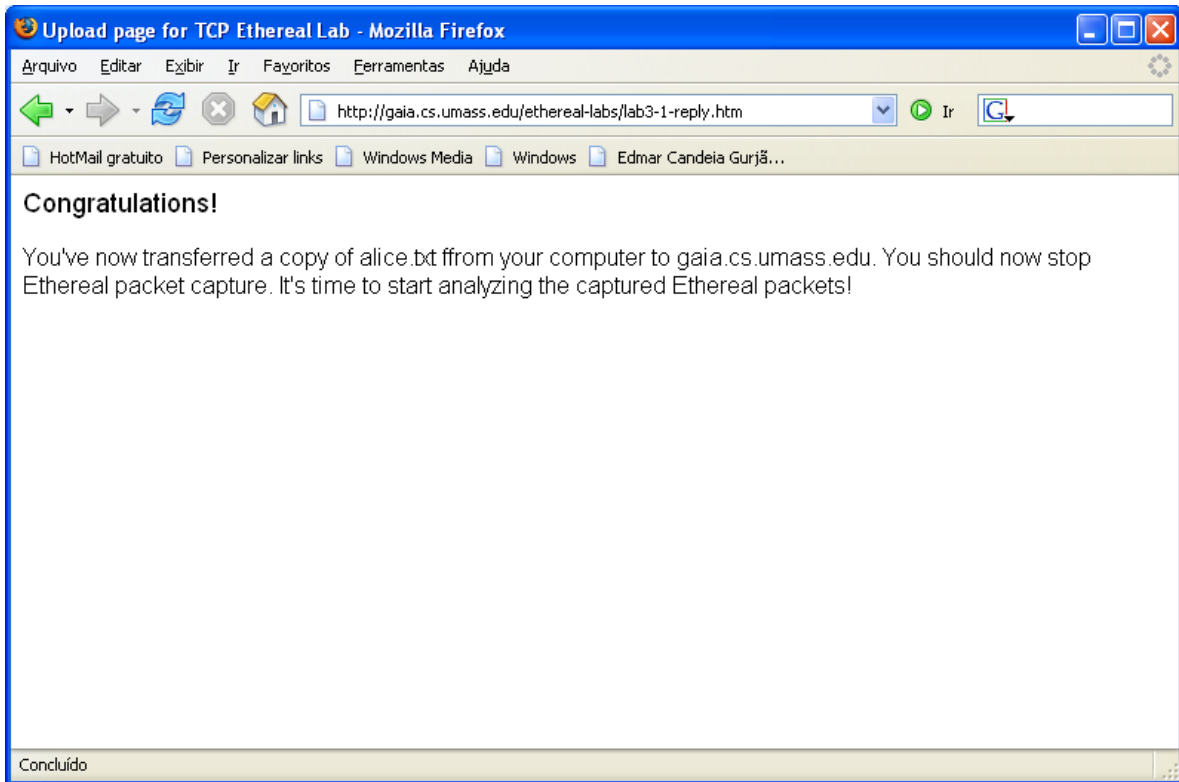 Upload page for TCP Ethereal Lab - Mozilla Firefox
Arquivo Editar Exibir Ir Favoritos Ferramentas Ajuda
http://gaia.cs.umass.edu/ethereal-labs/lab3-1-reply.htm Ir G
HotMail gratuito Personalizar links Windows Media Windows Edmar Candeia Gurjã...
Congratulations!
You've now transferred a copy of alice.txt ffrom your computer to gaia.cs.umass.edu. You should now stop
Ethereal packet capture. It's time to start analyzing the captured Ethereal packets!
Concluído